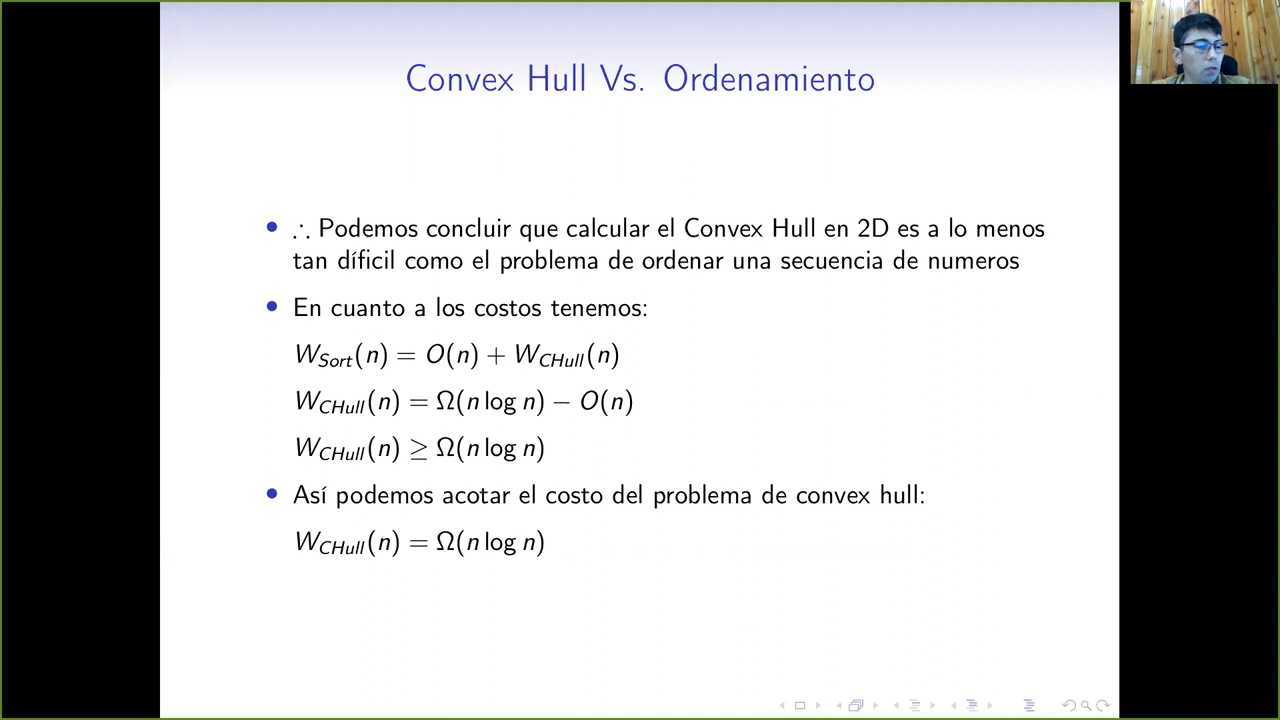 Convex Hull Vs. Ordenamiento
• ∴ Podemos concluir que calcular el Convex Hull en 2D es a lo menos
tan díficil como el problema de ordenar una secuencia de numeros
• En cuanto a los costos tenemos:
W_Sort(n) = O(n) + W_CHull(n)
W_CHull(n) = Ω(n log n) − O(n)
W_CHull(n) ≥ Ω(n log n)
• Así podemos acotar el costo del problema de convex hull:
W_CHull(n) = Ω(n log n)